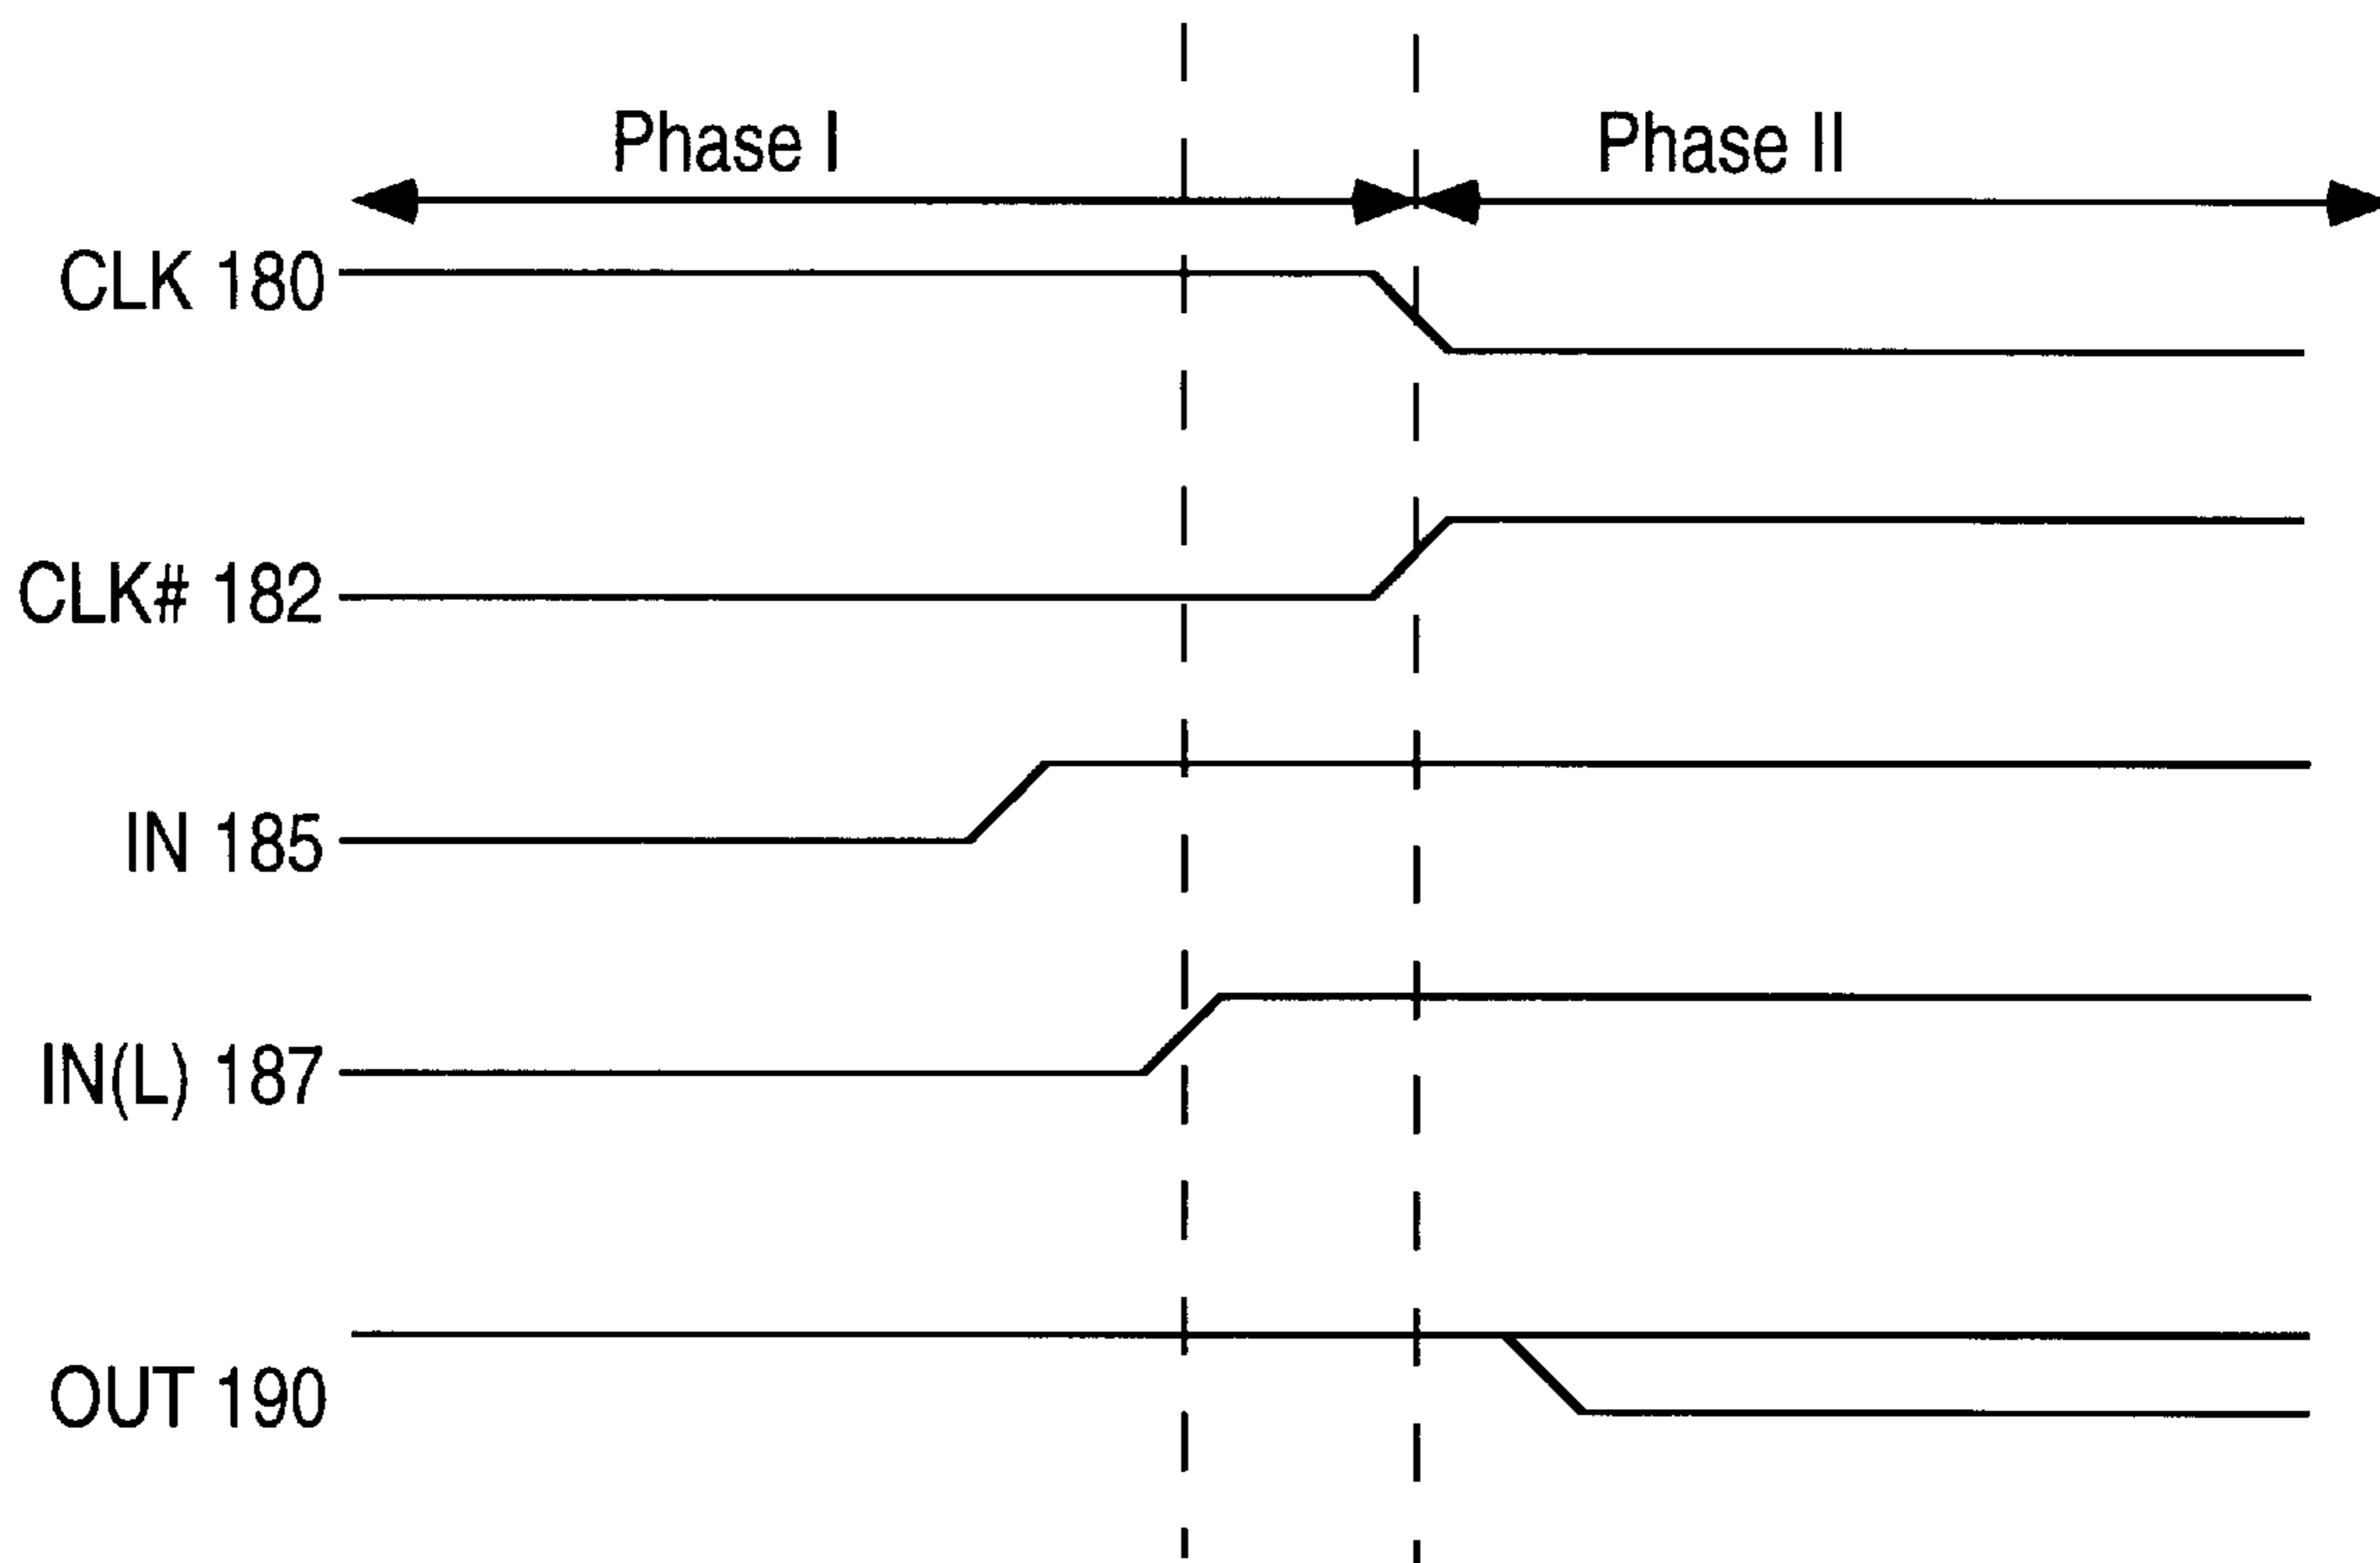 Phase I
Phase II
CLK 180
CLK# 182
IN 185
IN(L) 187
OUT 190